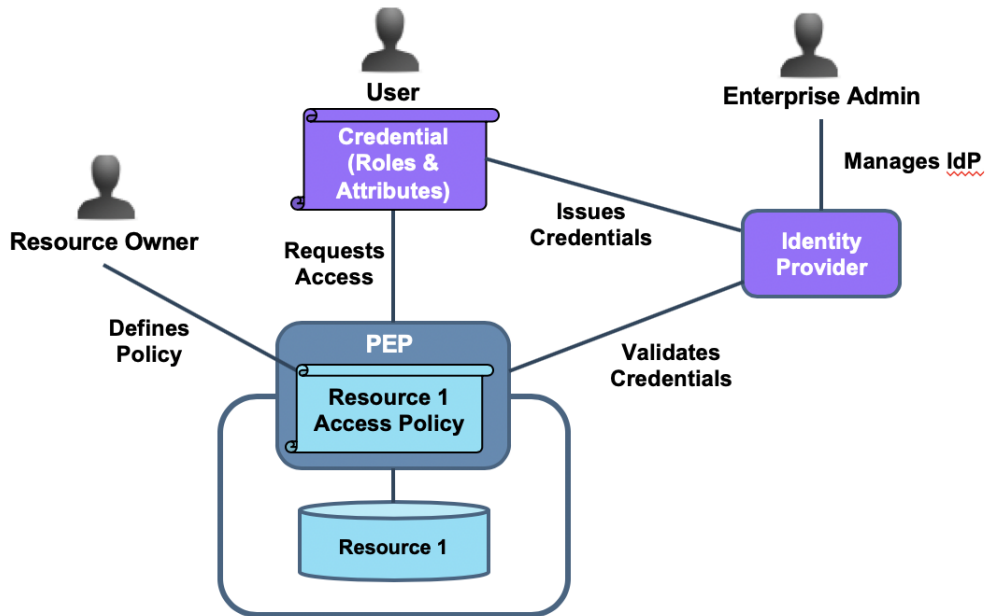 User
Enterprise Admin
Credential
(Roles &
Attributes)
Manages IdP
Resource Owner
Issues
Credentials
Identity
Provider
Requests
Access
Defines
Policy
PEP
Validates
Credentials
Resource 1
Access Policy
Resource 1